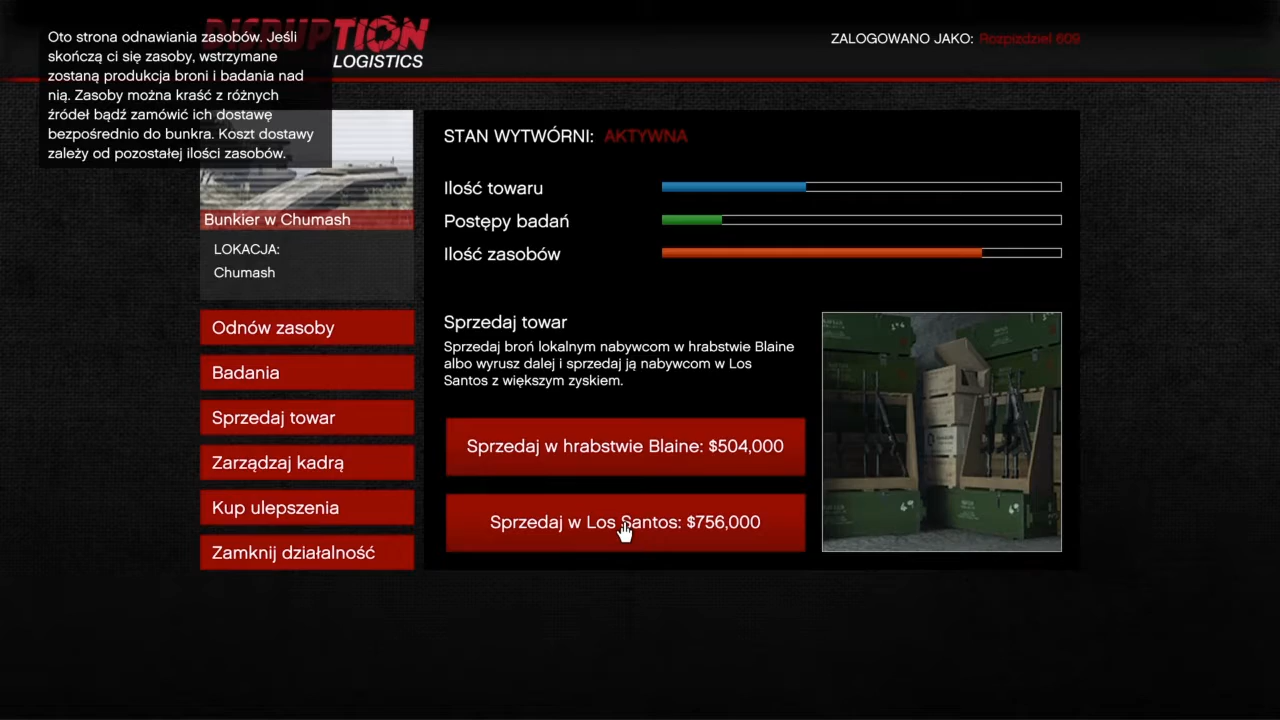 Oto strona odnawiania zasobów. Jeśli
skończą ci się zasoby, wstrzymane
zostaną produkcja broni i badania nad
nią. Zasoby można kraść z różnych
źródeł bądź zamówić ich dostawę
bezpośrednio do bunkra. Koszt dostawy
zależy od pozostałej ilości zasobów.
DISRUPTION
LOGISTICS
ZALOGOWANO JAKO: Rozpizdziel 609
Bunkier w Chumash
LOKACJA:
Chumash
Odnów zasoby
Badania
Sprzedaj towar
Zarządzaj kadrą
Kup ulepszenia
Zamknij działalność
STAN WYTWÓRNI: AKTYWNA
Ilość towaru
Postępy badań
Ilość zasobów
Sprzedaj towar
Sprzedaj broń lokalnym nabywcom w hrabstwie Blaine
albo wyrusz dalej i sprzedaj ją nabywcom w Los
Santos z większym zyskiem.
Sprzedaj w hrabstwie Blaine: $504,000
Sprzedaj w Los Santos: $756,000